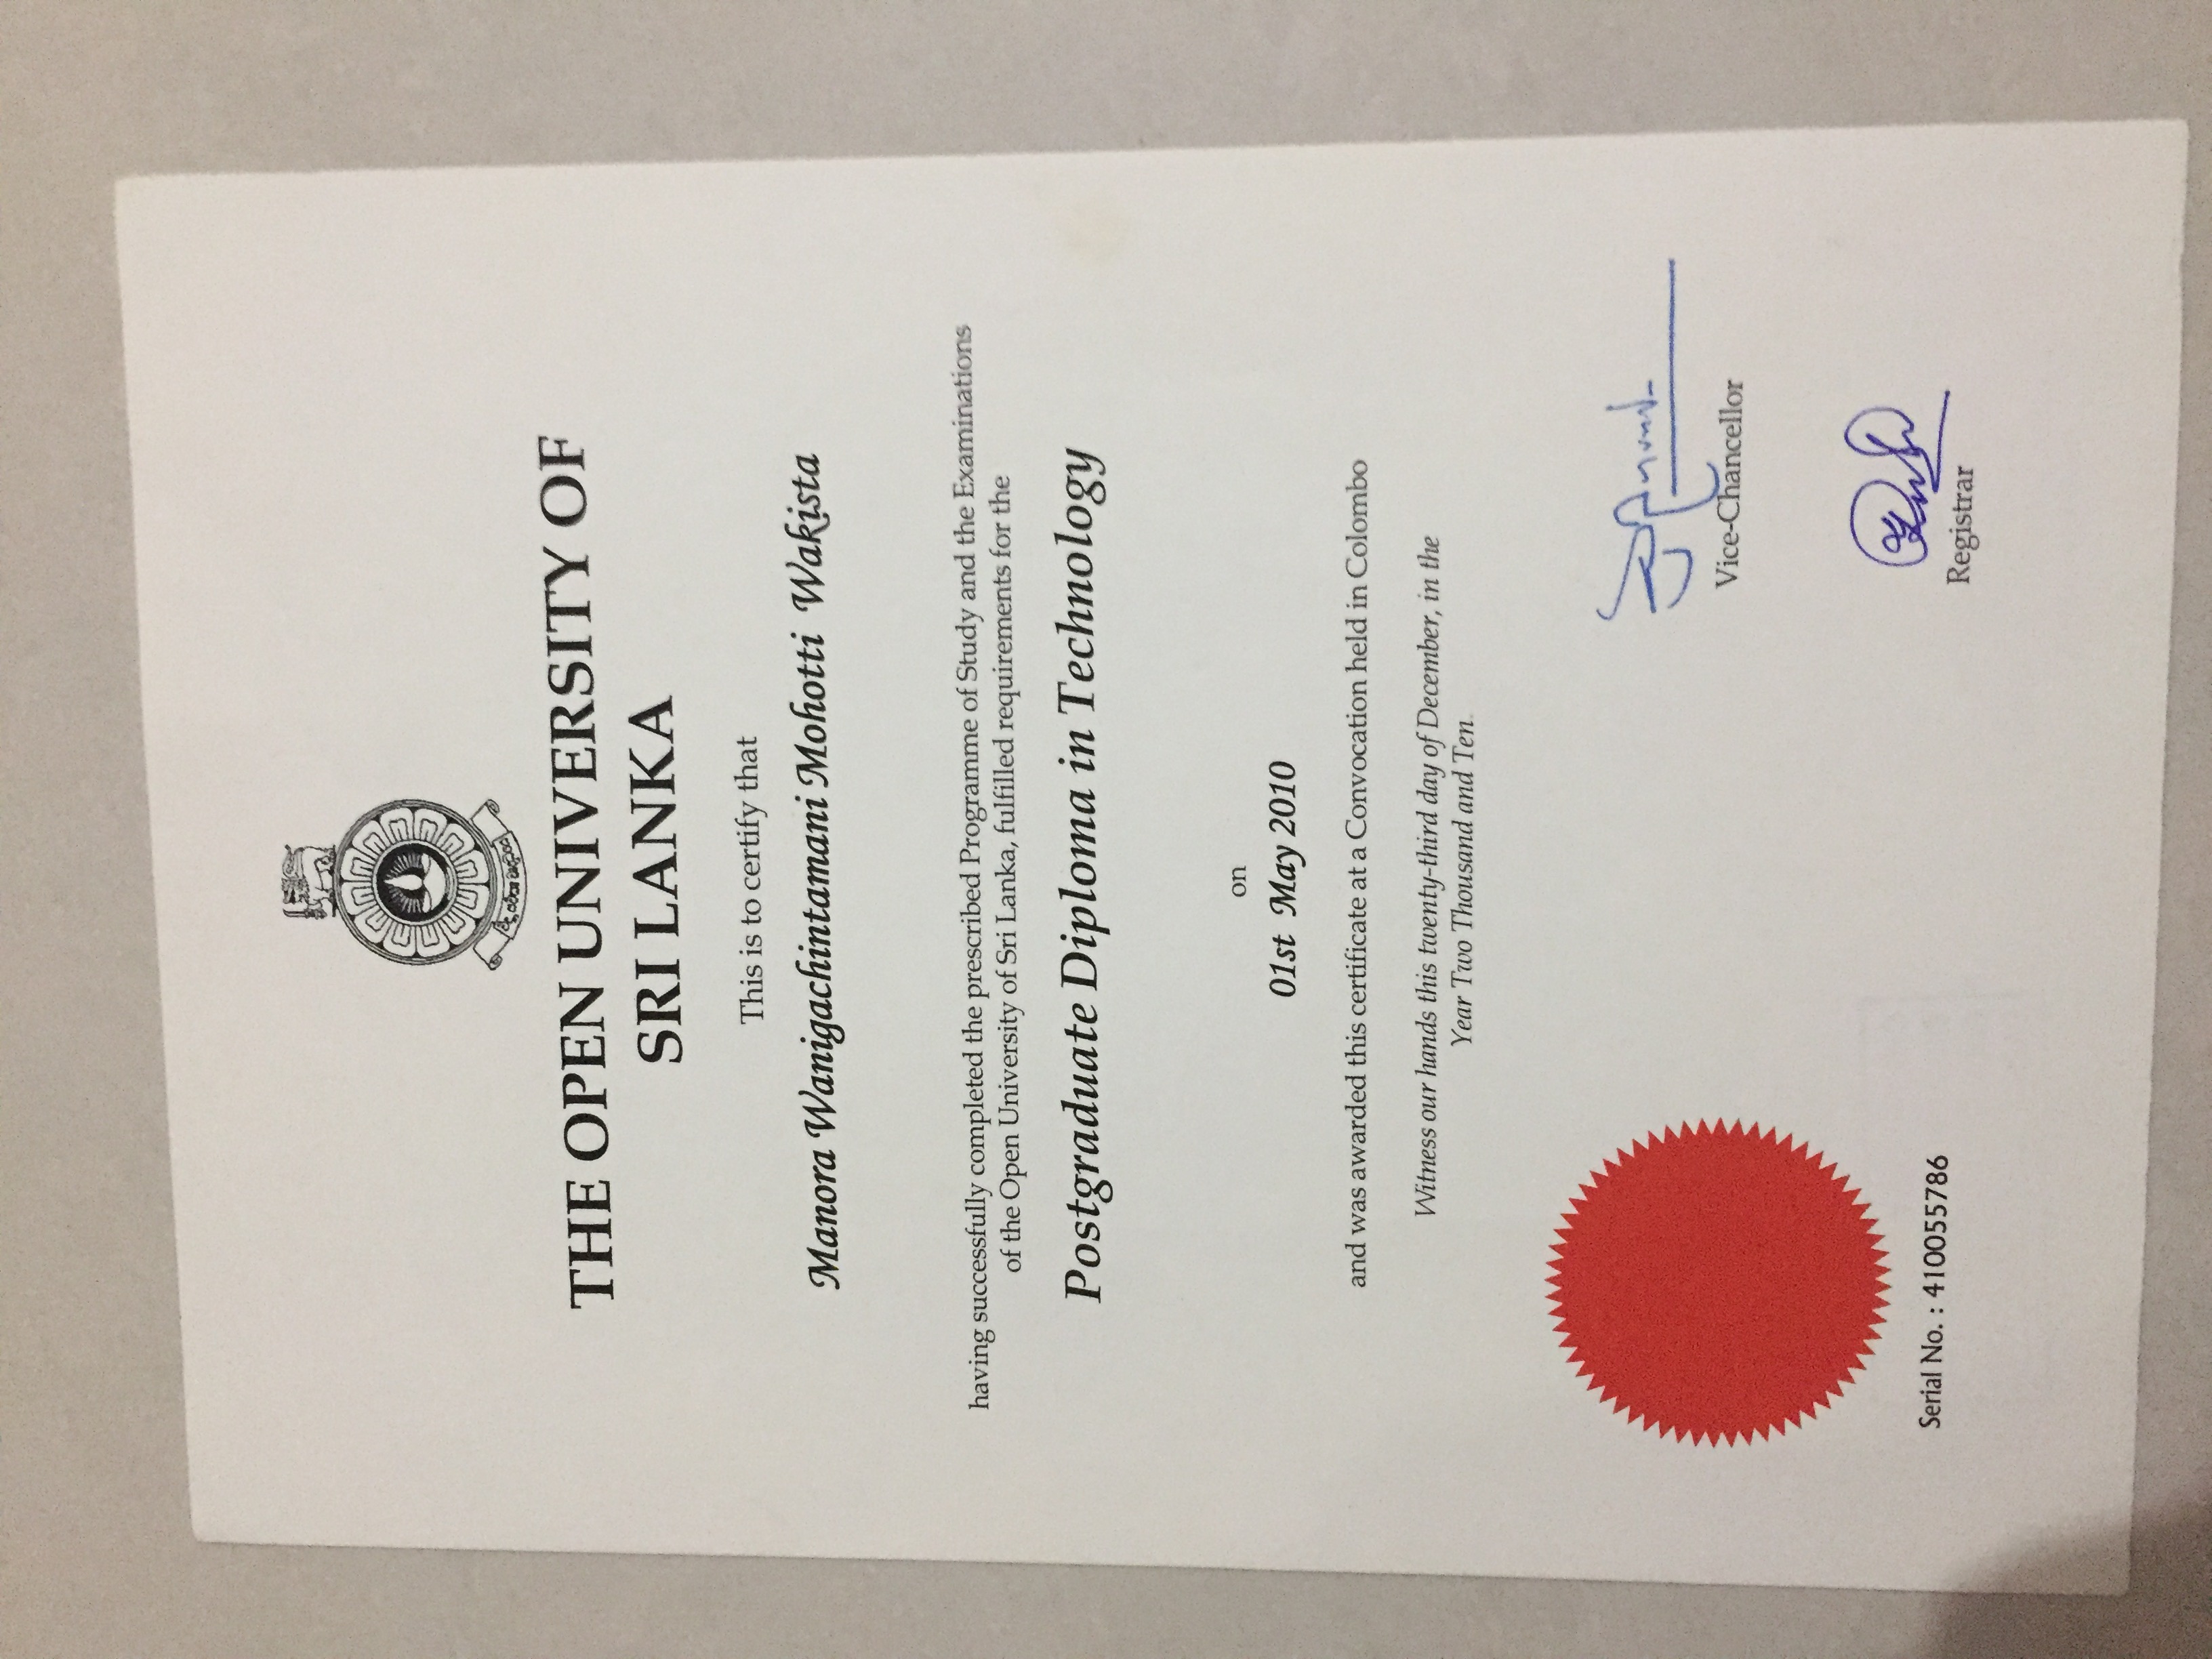 THE OPEN UNIVERSITY OF
SRI LANKA
This is to certify that
Manora Wanigachintamani Mohotti Wakista
having successfully completed the prescribed Programme of Study and the Examinations
of the Open University of Sri Lanka, fulfilled requirements for the
Postgraduate Diploma in Technology
on
01st May 2010
and was awarded this certificate at a Convocation held in Colombo
Witness our hands this twenty-third day of December, in the
Year Two Thousand and Ten
Vice-Chancellor
Registrar
Serial No. : 4100557786